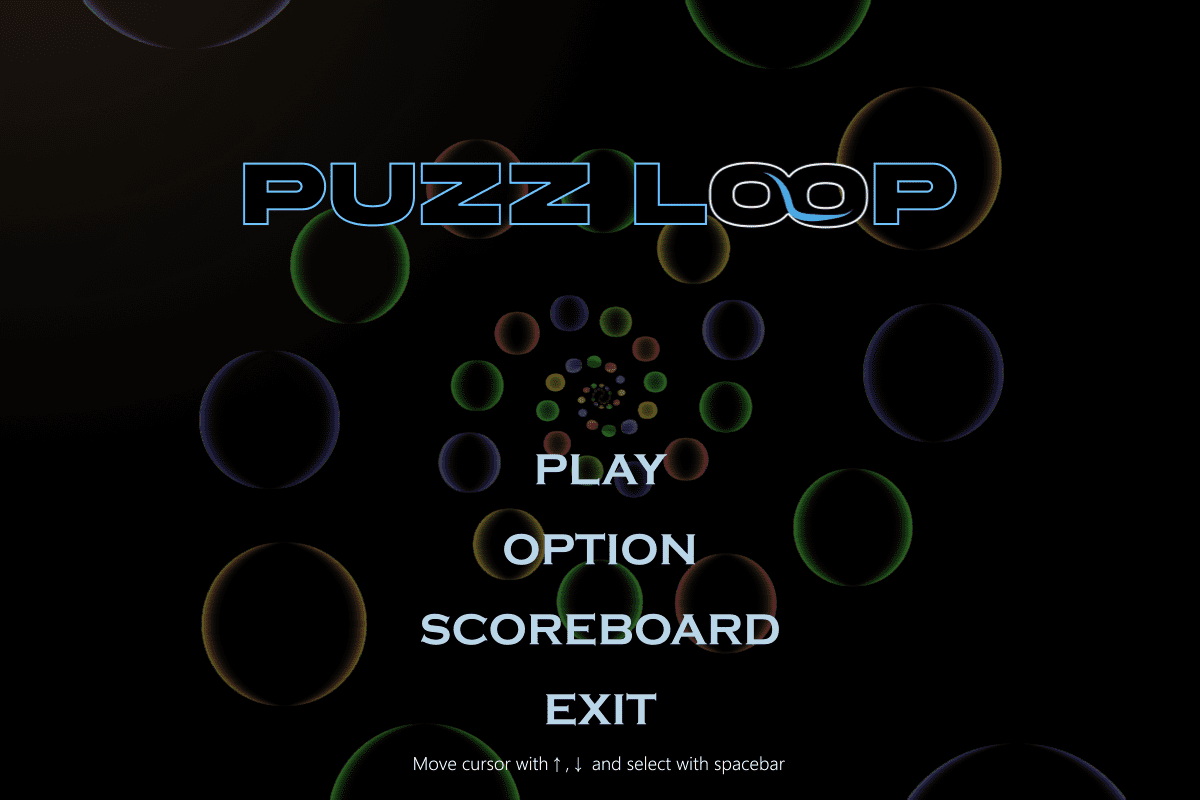 PUZZ LOOP
PLAY
OPTION
SCOREBOARD
EXIT
Move cursor with ↑ , ↓ and select with spacebar